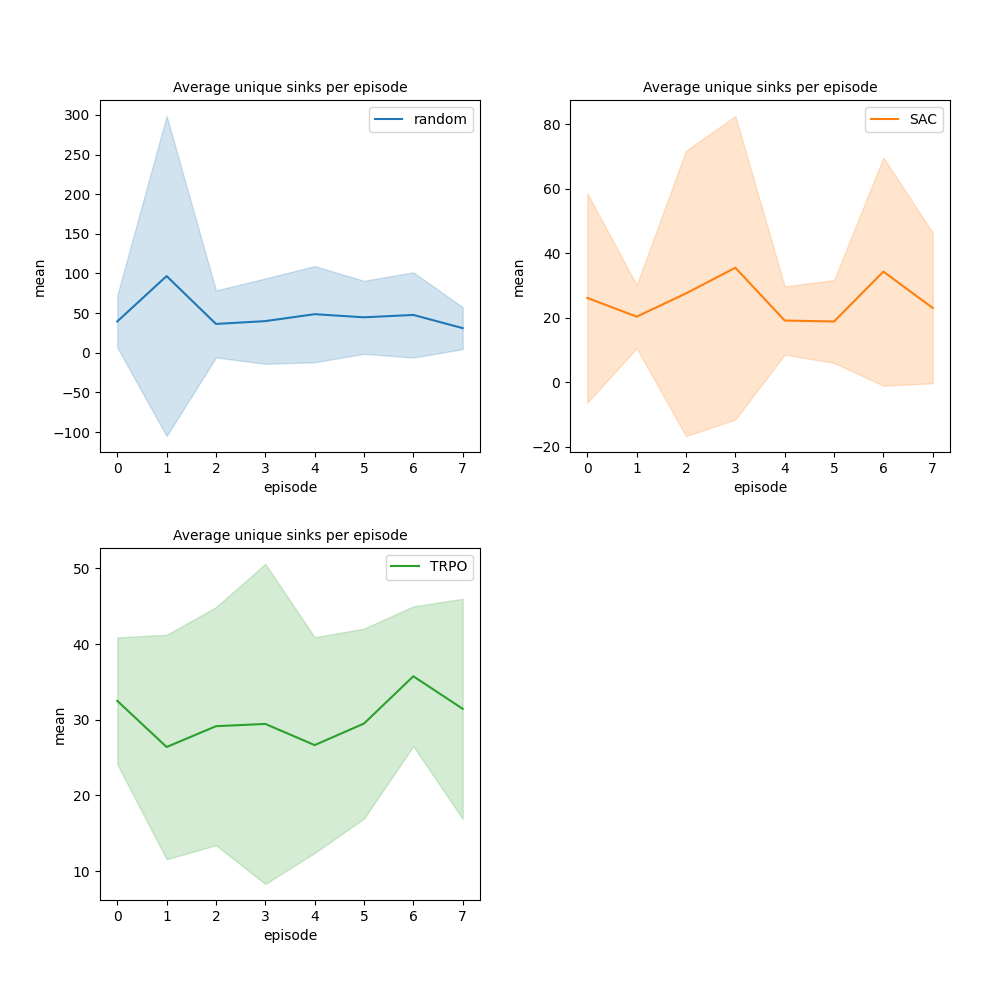 Average unique sinks per episode
random
300
250
200
150
100
50
0
−50
−100
mean
0 1 2 3 4 5 6 7
episode
Average unique sinks per episode
SAC
80
60
40
20
0
−20
mean
0 1 2 3 4 5 6 7
episode
Average unique sinks per episode
TRPO
50
40
30
20
10
mean
0 1 2 3 4 5 6 7
episode